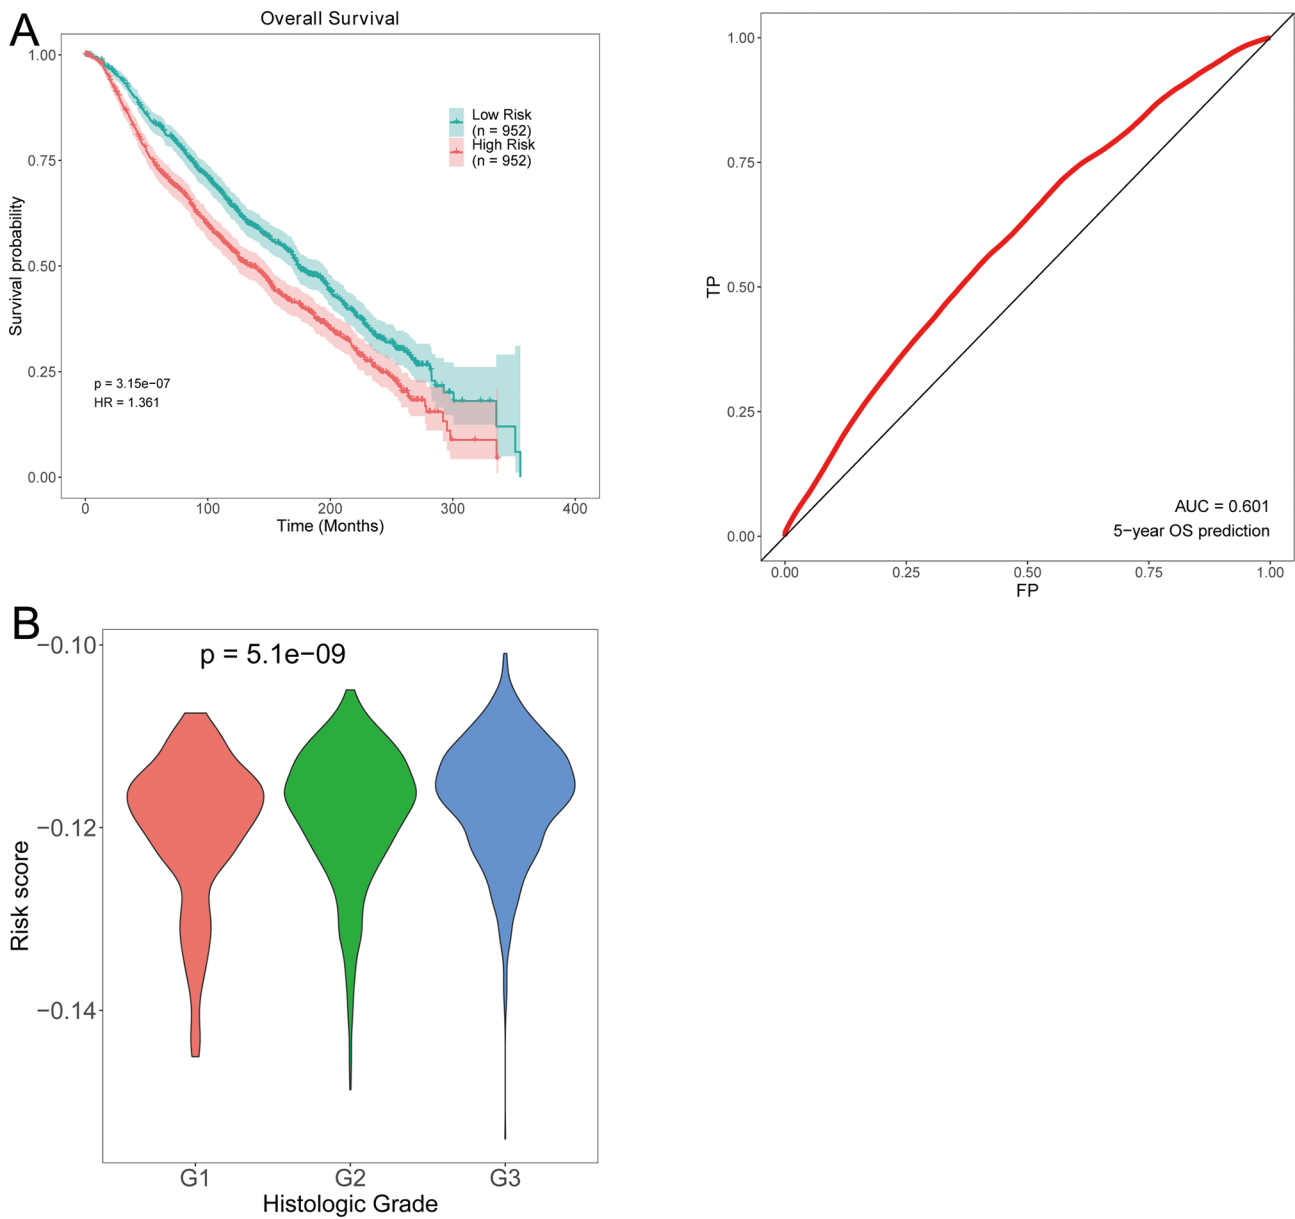 A
Overall Survival
Survival probability
1.00
0.75
0.50
0.25
0.00
Low Risk
(n = 952)
High Risk
(n = 952)
p = 3.15e−07
HR = 1.361
0 100 200 300 400
Time (Months)
TP
1.00
0.75
0.50
0.25
0.00
AUC = 0.601
5−year OS prediction
0.00 0.25 0.50 0.75 1.00
FP
B
Risk score
−0.10
−0.12
−0.14
p = 5.1e−09
G1 G2 G3
Histologic Grade